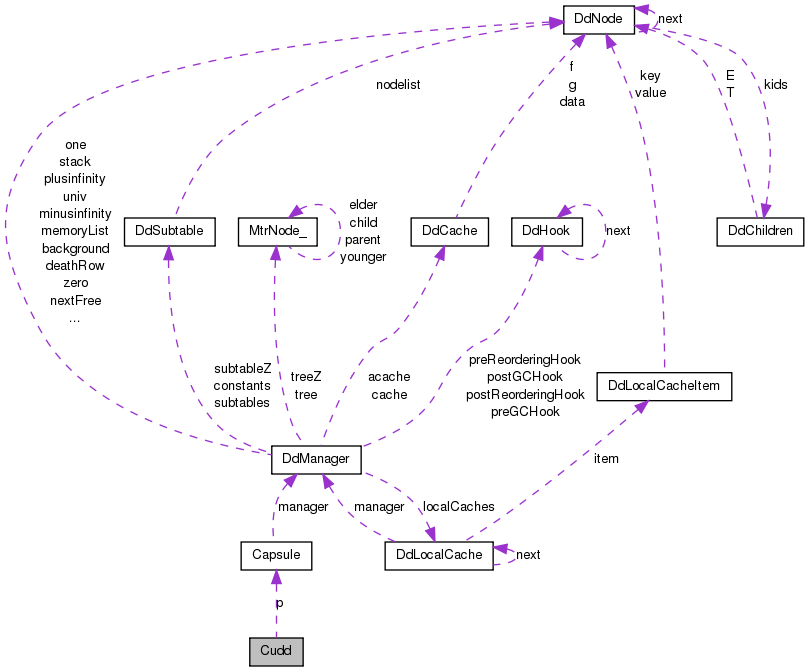 DdNode
next
nodelist
f
g
data
key
value
E
T
kids
one
stack
plusinfinity
univ
minusinfinity
memoryList
background
deathRow
zero
nextFree
...
DdSubtable
MtrNode_
elder
child
parent
younger
DdCache
DdHook
next
DdChildren
subtableZ
constants
subtables
treeZ
tree
acache
cache
preReorderingHook
postGCHook
postReorderingHook
preGCHook
DdLocalCacheItem
DdManager
item
manager
manager
localCaches
Capsule
DdLocalCache
next
p
Cudd